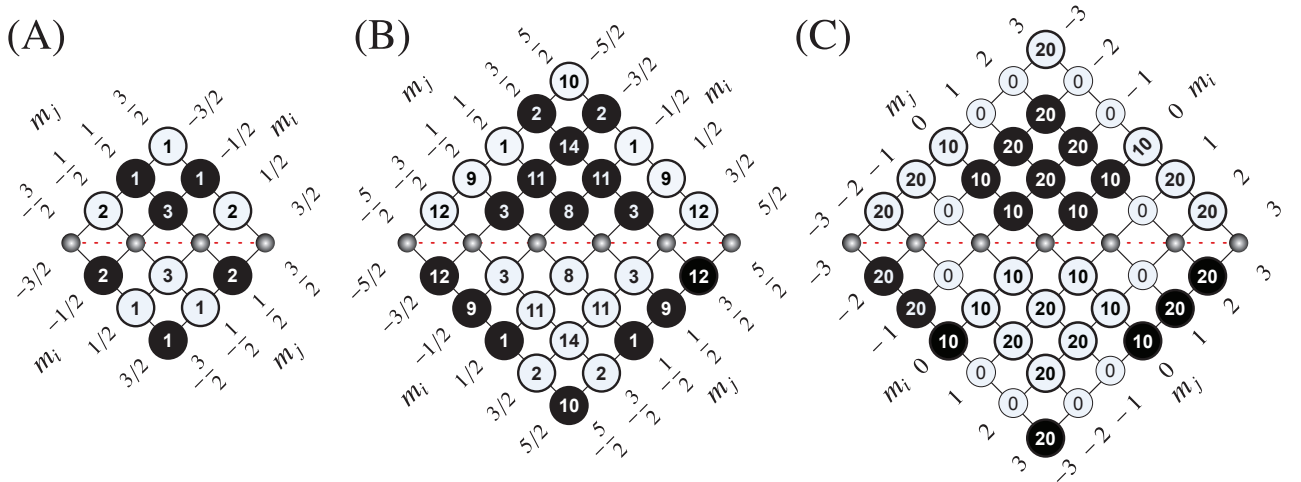 (A)
m_j
-3/2 -1/2 1/2 3/2
-3/2 -1/2 1/2 3/2
m_i
1
1 1
2 3 2
2 3 2
1 1
1
-3/2 -1/2 1/2 3/2
m_i
-3/2 -1/2 1/2 3/2
m_j
(B)
m_j
-5/2 -3/2 -1/2 1/2 3/2 5/2
-5/2 -3/2 -1/2 1/2 3/2 5/2
m_i
10
2 2
1 14 1
9 11 11 9
12 3 8 3 12
12 3 8 3 12
9 11 11 9
1 14 1
2 2
10
-5/2 -3/2 -1/2 1/2 3/2 5/2
m_i
-5/2 -3/2 -1/2 1/2 3/2 5/2
m_j
(C)
m_j
-3 -2 -1 0 1 2 3
-3 -2 -1 0 1 2 3
m_i
20
0 0
0 20 0
10 20 20 10
20 10 20 10 20
20 0 10 10 0 20
20 0 10 10 0 20
20 10 20 10 20
10 20 20 10
0 20 0
0 0
20
-3 -2 -1 0 1 2 3
m_i
-3 -2 -1 0 1 2 3
m_j